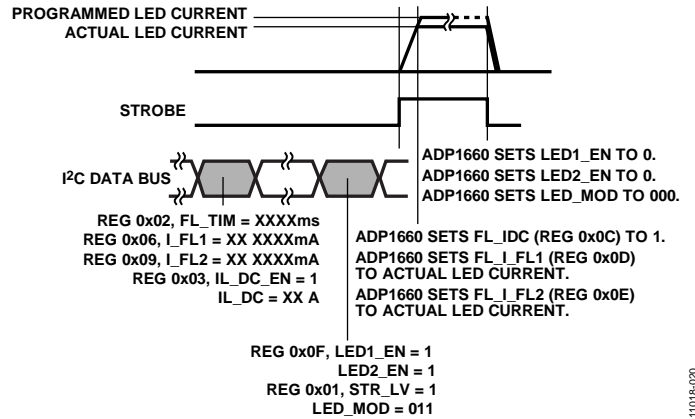 PROGRAMMED LED CURRENT
ACTUAL LED CURRENT
STROBE
I²C DATA BUS
ADP1660 SETS LED1_EN TO 0.
ADP1660 SETS LED2_EN TO 0.
ADP1660 SETS LED_MOD TO 000.
REG 0x02, FL_TIM = XXXXms
REG 0x06, I_FL1 = XX XXXXmA
REG 0x09, I_FL2 = XX XXXXmA
REG 0x03, IL_DC_EN = 1
IL_DC = XX A
ADP1660 SETS FL_IDC (REG 0x0C) TO 1.
ADP1660 SETS FL_I_FL1 (REG 0x0D)
TO ACTUAL LED CURRENT.
ADP1660 SETS FL_I_FL2 (REG 0x0E)
TO ACTUAL LED CURRENT.
REG 0x0F, LED1_EN = 1
LED2_EN = 1
REG 0x01, STR_LV = 1
LED_MOD = 011
11018-020